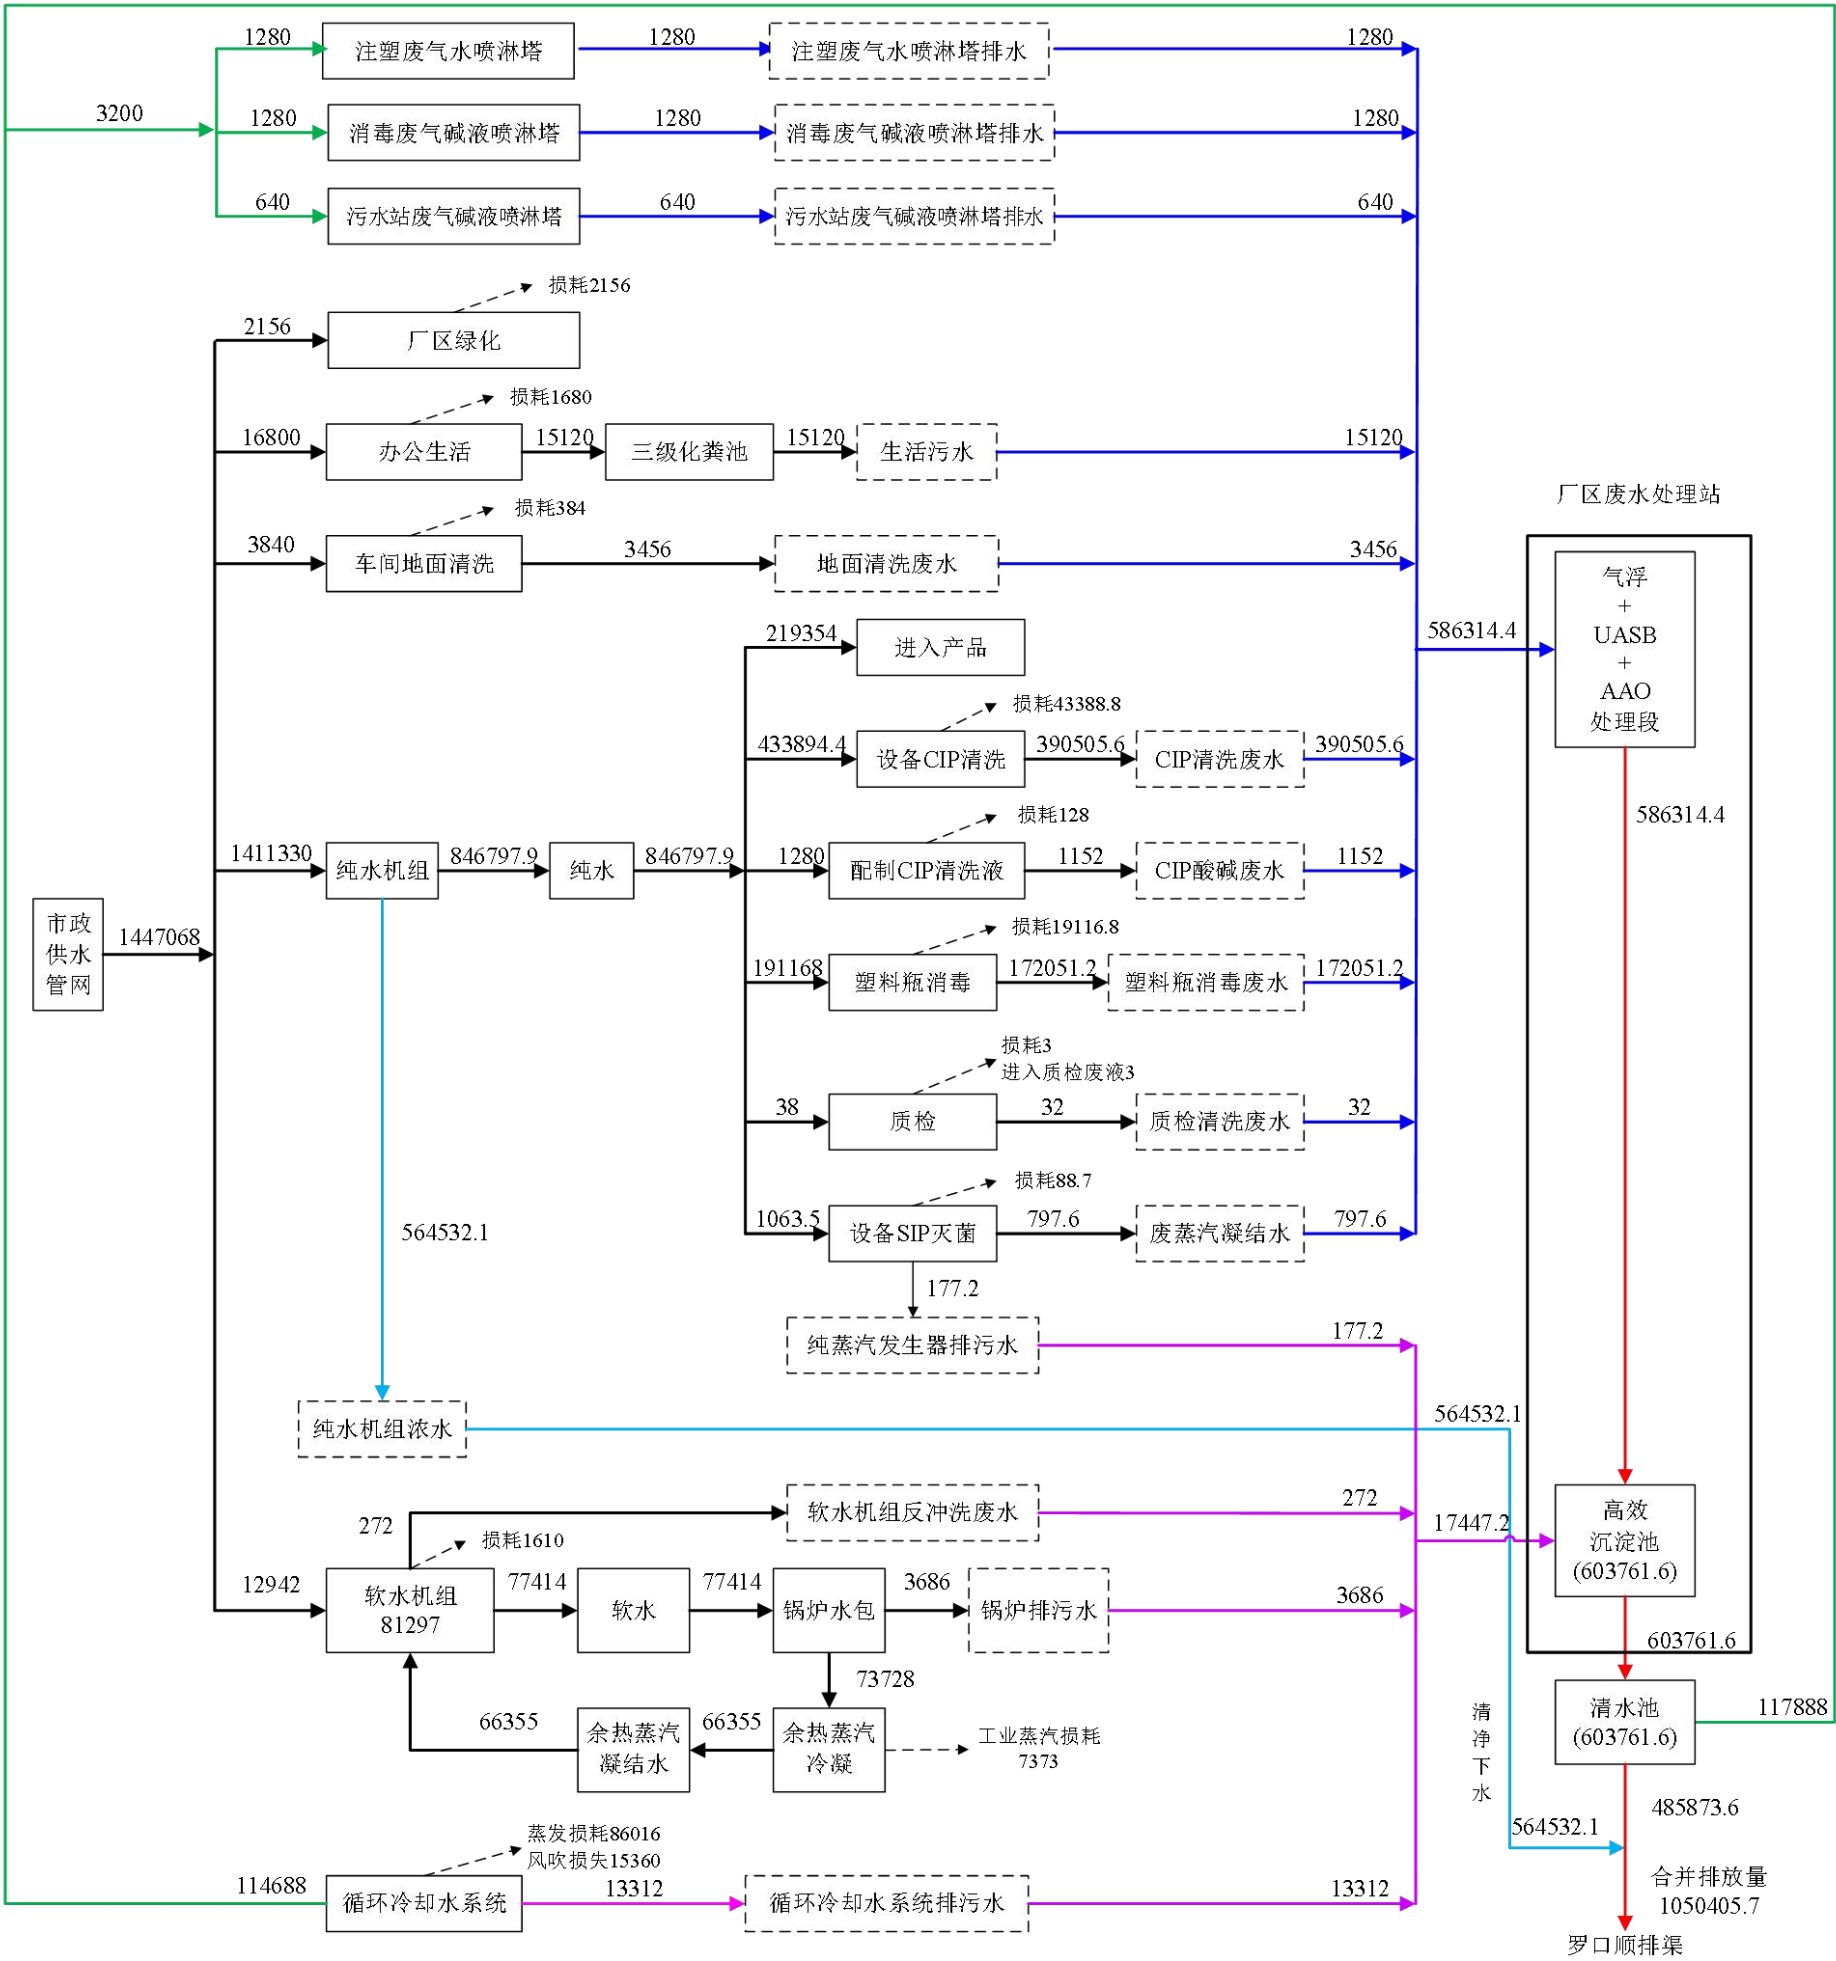 1280
注塑废气水喷淋塔
1280
注塑废气水喷淋塔排水
1280
3200
1280
消毒废气碱液喷淋塔
1280
消毒废气碱液喷淋塔排水
1280
640
污水站废气碱液喷淋塔
640
污水站废气碱液喷淋塔排水
640
损耗2156
2156
厂区绿化
损耗1680
16800
办公生活
15120
三级化粪池
15120
生活污水
15120
厂区废水处理站
损耗384
3840
车间地面清洗
3456
地面清洗废水
3456
气浮
+
UASB
+
AAO
处理段
586314.4
219354
进入产品
损耗43388.8
433894.4
设备CIP清洗
390505.6
CIP清洗废水
390505.6
586314.4
损耗128
1411330
纯水机组
846797.9
纯水
846797.9
1280
配制CIP清洗液
1152
CIP酸碱废水
1152
市政
供水
管网
1447068
损耗19116.8
191168
塑料瓶消毒
172051.2
塑料瓶消毒废水
172051.2
损耗3
进入质检废液3
38
质检
32
质检清洗废水
32
损耗88.7
564532.1
1063.5
设备SIP灭菌
797.6
废蒸汽凝结水
797.6
177.2
纯蒸汽发生器排污水
177.2
纯水机组浓水
564532.1
272
软水机组反冲洗废水
272
17447.2
高效
沉淀池
(603761.6)
损耗1610
12942
软水机组
81297
77414
软水
77414
锅炉水包
3686
锅炉排污水
3686
603761.6
73728
66355
余热蒸汽
凝结水
66355
余热蒸汽
冷凝
工业蒸汽损耗
7373
清净下水
清水池
(603761.6)
117888
485873.6
564532.1
蒸发损耗86016
风吹损失15360
114688
循环冷却水系统
13312
循环冷却水系统排污水
13312
合并排放量
1050405.7
罗口顺排渠